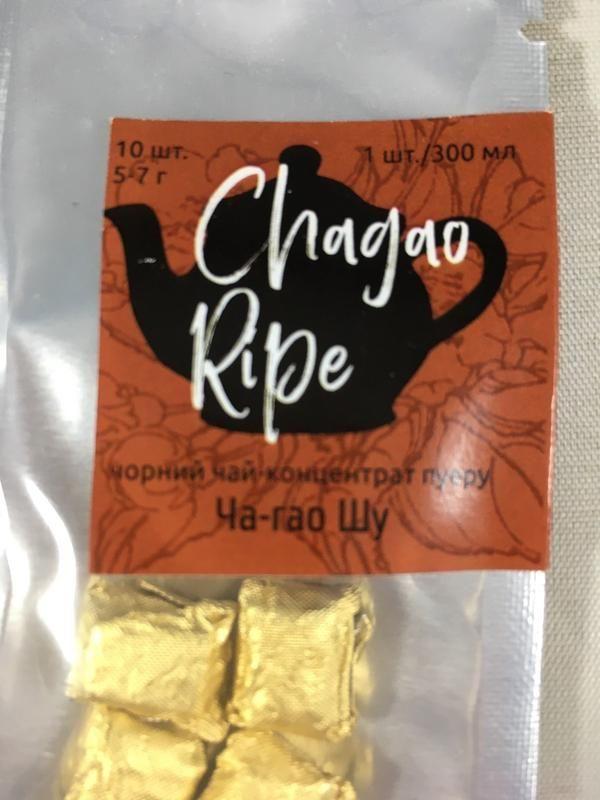 10 шт.
5-7 г
1 шт./300 мл
Chagao
Ripe
чорний чай-концентрат пуеру
Ча-гао Шу